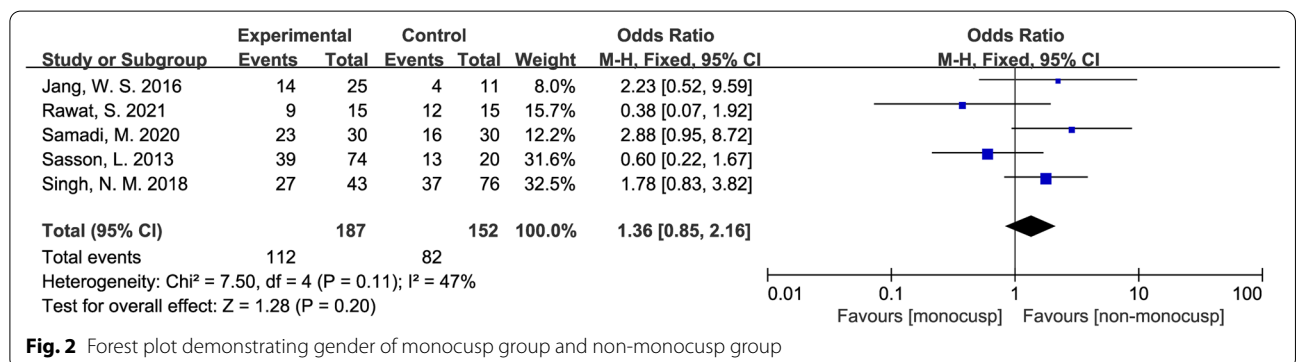 Experimental Control Odds Ratio Odds Ratio
Study or Subgroup Events Total Events Total Weight M-H, Fixed, 95% CI M-H, Fixed, 95% CI
Jang, W. S. 2016 14 25 4 11 8.0% 2.23 [0.52, 9.59]
Rawat, S. 2021 9 15 12 15 15.7% 0.38 [0.07, 1.92]
Samadi, M. 2020 23 30 16 30 12.2% 2.88 [0.95, 8.72]
Sasson, L. 2013 39 74 13 20 31.6% 0.60 [0.22, 1.67]
Singh, N. M. 2018 27 43 37 76 32.5% 1.78 [0.83, 3.82]
Total (95% CI) 187 152 100.0% 1.36 [0.85, 2.16]
Total events 112 82
Heterogeneity: Chi² = 7.50, df = 4 (P = 0.11); I² = 47%
Test for overall effect: Z = 1.28 (P = 0.20)
0.01 0.1 1 10 100
Favours [monocusp] Favours [non-monocusp]
Fig. 2 Forest plot demonstrating gender of monocusp group and non-monocusp group